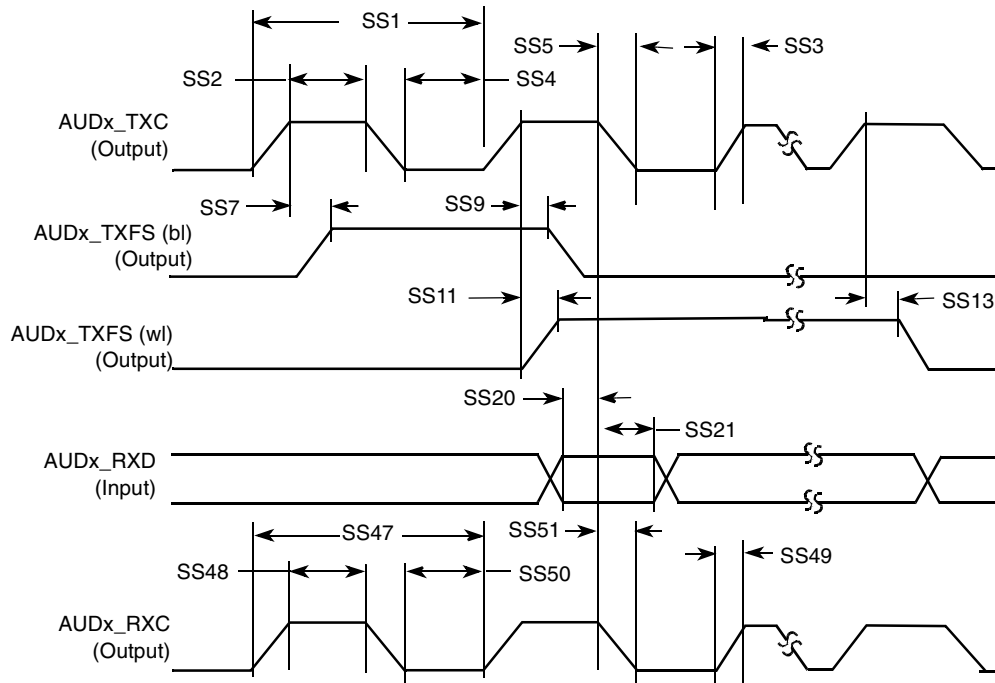 SS1
SS5
SS3
SS2
SS4
AUDx_TXC
(Output)
SS7
SS9
AUDx_TXFS (bl)
(Output)
SS11
SS13
AUDx_TXFS (wl)
(Output)
SS20
SS21
AUDx_RXD
(Input)
SS47
SS51
SS49
SS48
SS50
AUDx_RXC
(Output)